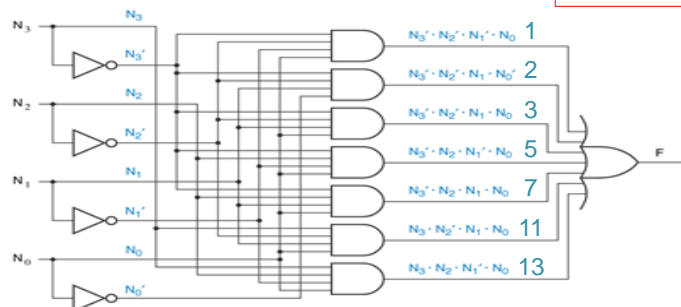 N₃ N₃ N₃'·N₂'·N₁'·N₀ 1
N₃' N₃'·N₂'·N₁·N₀' 2
N₂ N₂ N₃'·N₂'·N₁·N₀ 3
N₂' N₃'·N₂·N₁'·N₀ 5 F
N₁ N₁ N₃'·N₂·N₁·N₀ 7
N₁' N₃·N₂'·N₁·N₀ 11
N₀ N₀ N₃·N₂·N₁'·N₀ 13
N₀'